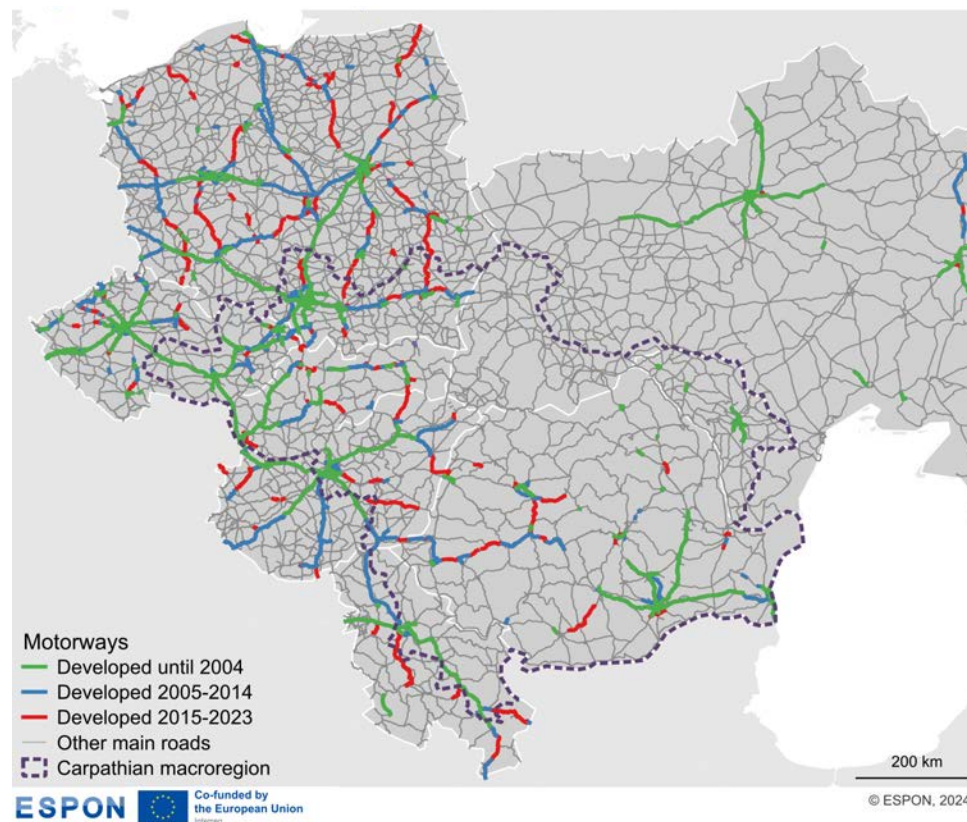 Motorways
Developed until 2004
Developed 2005-2014
Developed 2015-2023
Other main roads
Carpathian macroregion
200 km
ESPON
Co-funded by
the European Union
Interreg
© ESPON, 2024